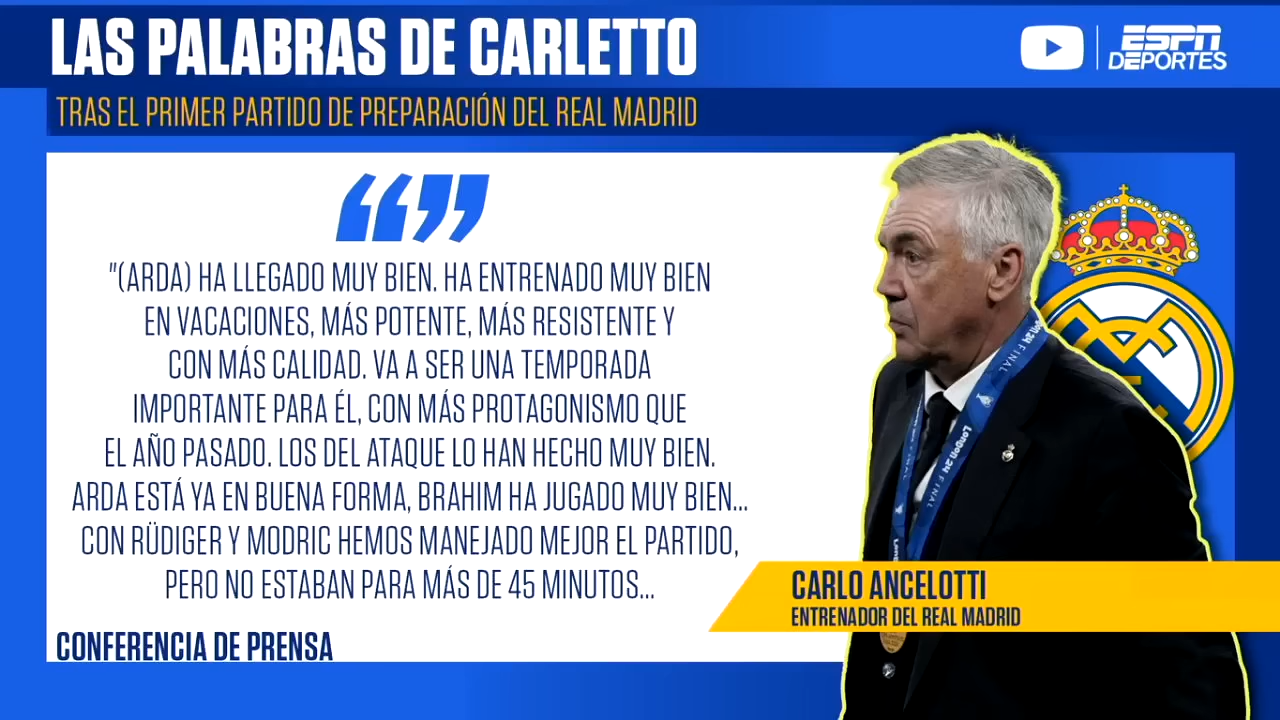 LAS PALABRAS DE CARLETTO
ESPN
DEPORTES
TRAS EL PRIMER PARTIDO DE PREPARACIÓN DEL REAL MADRID
"(ARDA) HA LLEGADO MUY BIEN. HA ENTRENADO MUY BIEN
EN VACACIONES, MÁS POTENTE, MÁS RESISTENTE Y
CON MÁS CALIDAD. VA A SER UNA TEMPORADA
IMPORTANTE PARA ÉL, CON MÁS PROTAGONISMO QUE
EL AÑO PASADO. LOS DEL ATAQUE LO HAN HECHO MUY BIEN.
ARDA ESTÁ YA EN BUENA FORMA, BRAHIM HA JUGADO MUY BIEN...
CON RÜDIGER Y MODRIC HEMOS MANEJADO MEJOR EL PARTIDO,
PERO NO ESTABAN PARA MÁS DE 45 MINUTOS...
CONFERENCIA DE PRENSA
London 24 FINAL
CARLO ANCELOTTI
ENTRENADOR DEL REAL MADRID